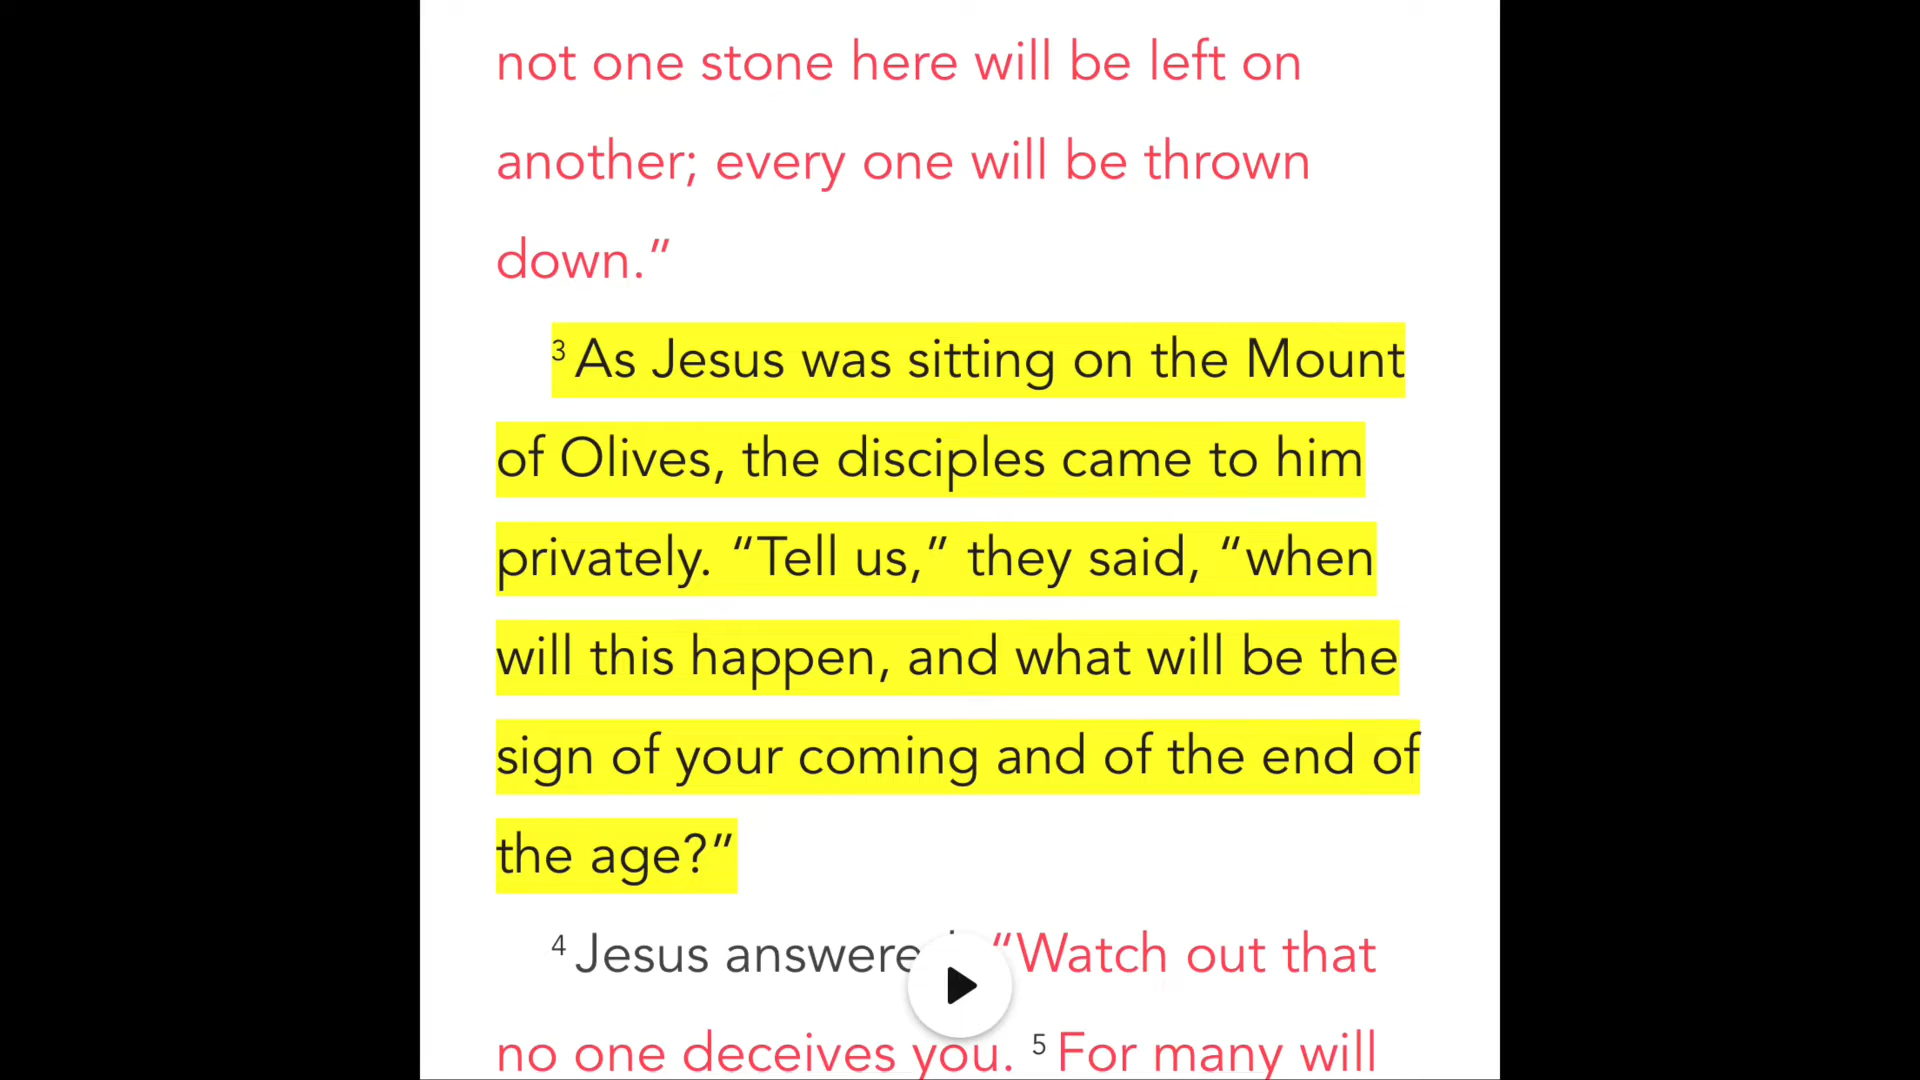 not one stone here will be left on
another; every one will be thrown
down.”
3 As Jesus was sitting on the Mount
of Olives, the disciples came to him
privately. “Tell us,” they said, “when
will this happen, and what will be the
sign of your coming and of the end of
the age?”
4 Jesus “Watch out that
no one deceives you. 5 For many will